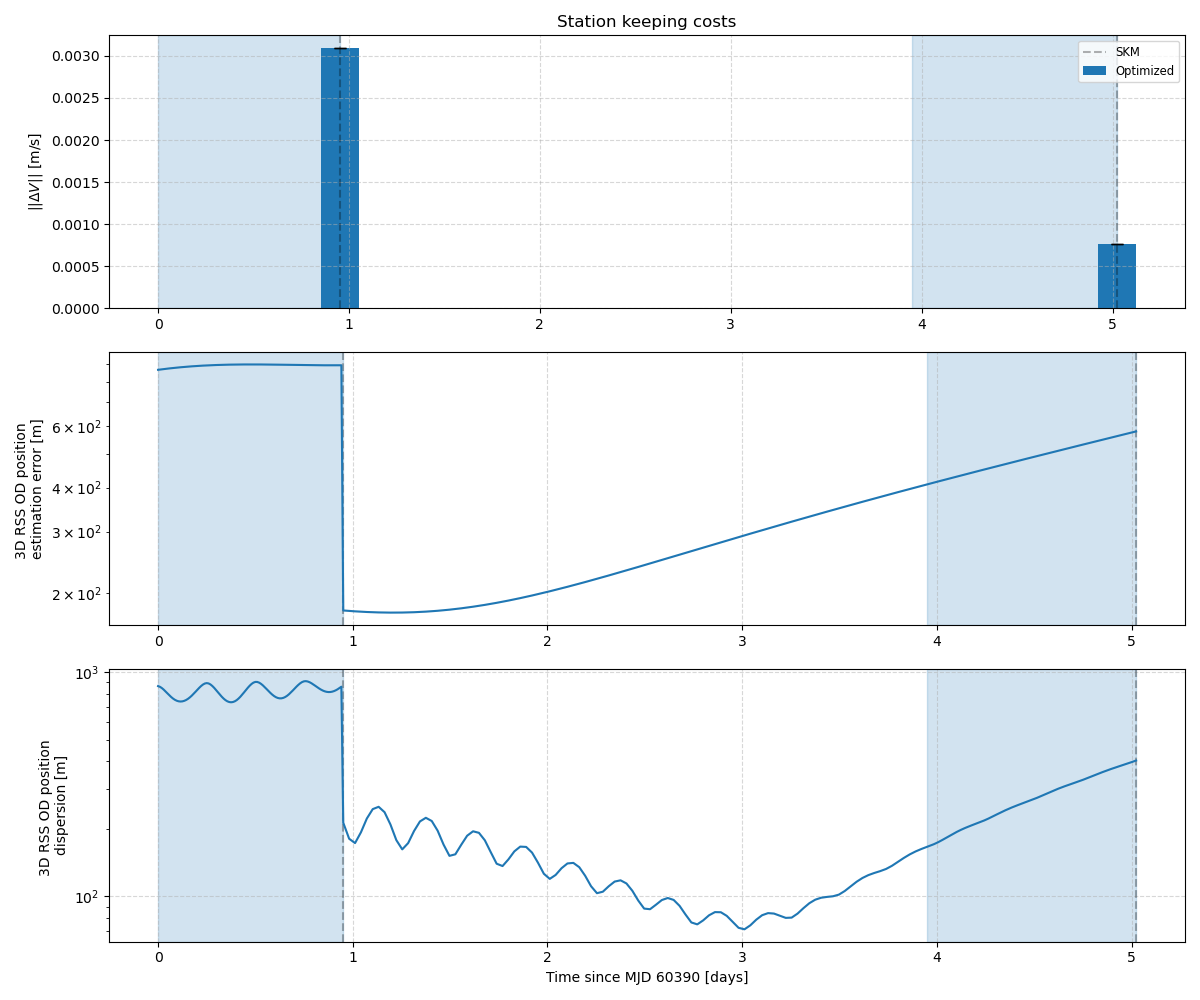 Station keeping costs
||ΔV|| [m/s]
0.0030
0.0025
0.0020
0.0015
0.0010
0.0005
0.0000
SKM
Optimized
0 1 2 3 4 5
3D RSS OD position
estimation error [m]
6 × 10²
4 × 10²
3 × 10²
2 × 10²
0 1 2 3 4 5
3D RSS OD position
dispersion [m]
10³
10²
0 1 2 3 4 5
Time since MJD 60390 [days]